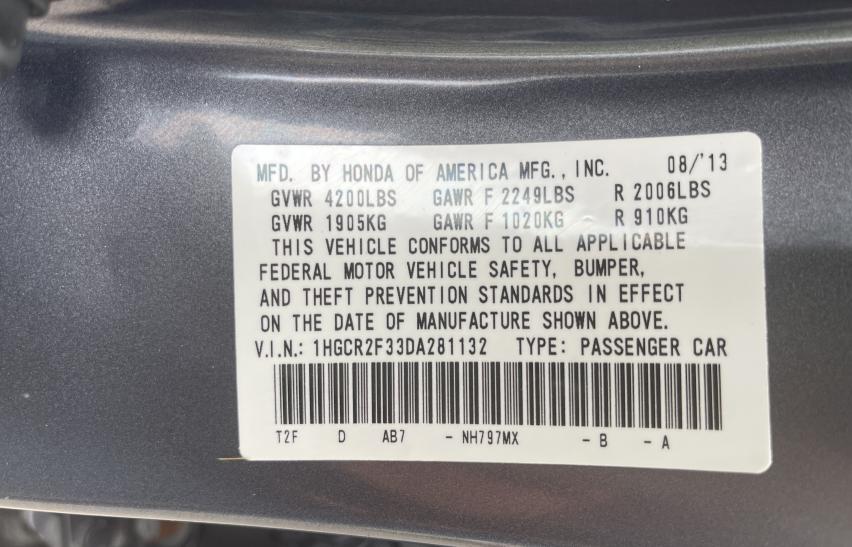 MFD. BY HONDA OF AMERICA MFG., INC. 08/'13
GVWR 4200LBS GAWR F 2249LBS R 2006LBS
GVWR 1905KG GAWR F 1020KG R 910KG
THIS VEHICLE CONFORMS TO ALL APPLICABLE
FEDERAL MOTOR VEHICLE SAFETY, BUMPER,
AND THEFT PREVENTION STANDARDS IN EFFECT
ON THE DATE OF MANUFACTURE SHOWN ABOVE.
V.I.N.: 1HGCR2F33DA281132 TYPE: PASSENGER CAR
T2F D AB7 - NH797MX - B - A